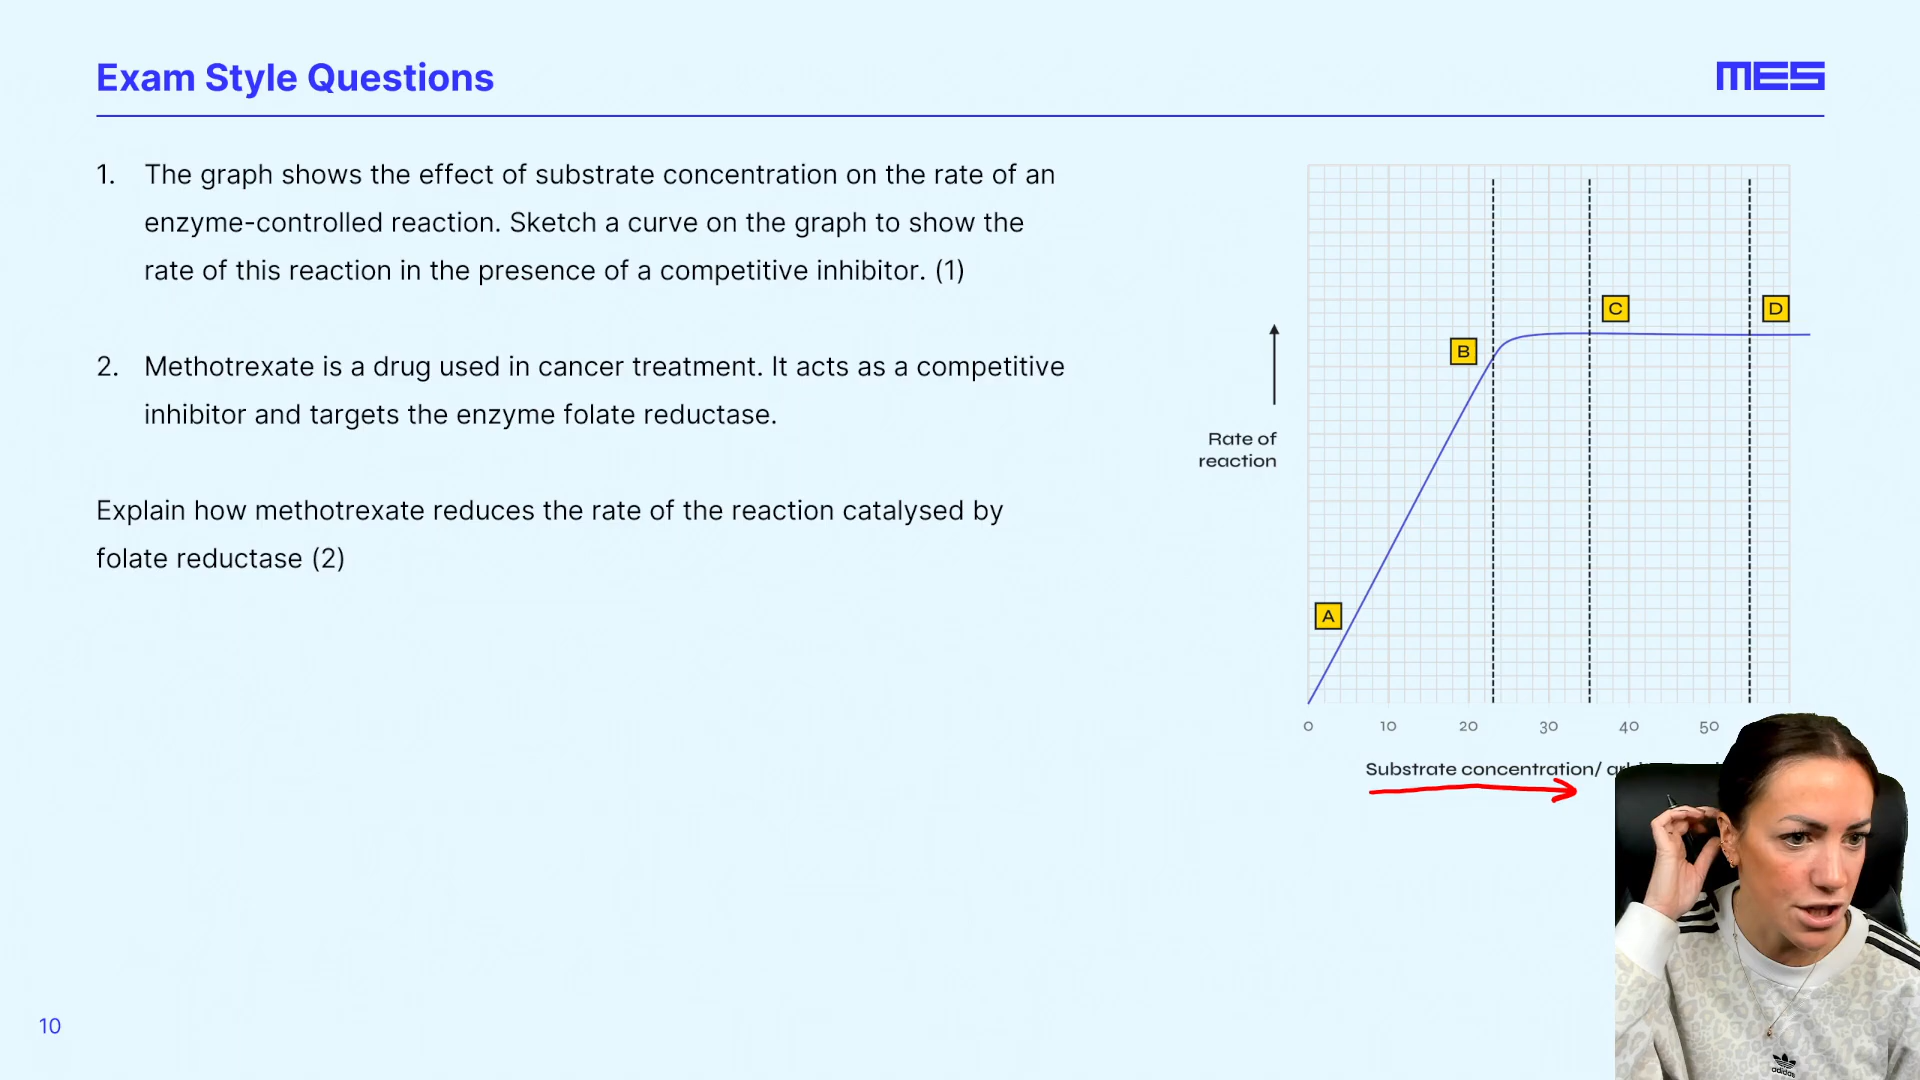 Exam Style Questions
MES
1. The graph shows the effect of substrate concentration on the rate of an
enzyme-controlled reaction. Sketch a curve on the graph to show the
rate of this reaction in the presence of a competitive inhibitor. (1)
2. Methotrexate is a drug used in cancer treatment. It acts as a competitive
inhibitor and targets the enzyme folate reductase.
Explain how methotrexate reduces the rate of the reaction catalysed by
folate reductase (2)
C
D
B
Rate of
reaction
A
0 10 20 30 40 50
Substrate concentration/
adidas
10